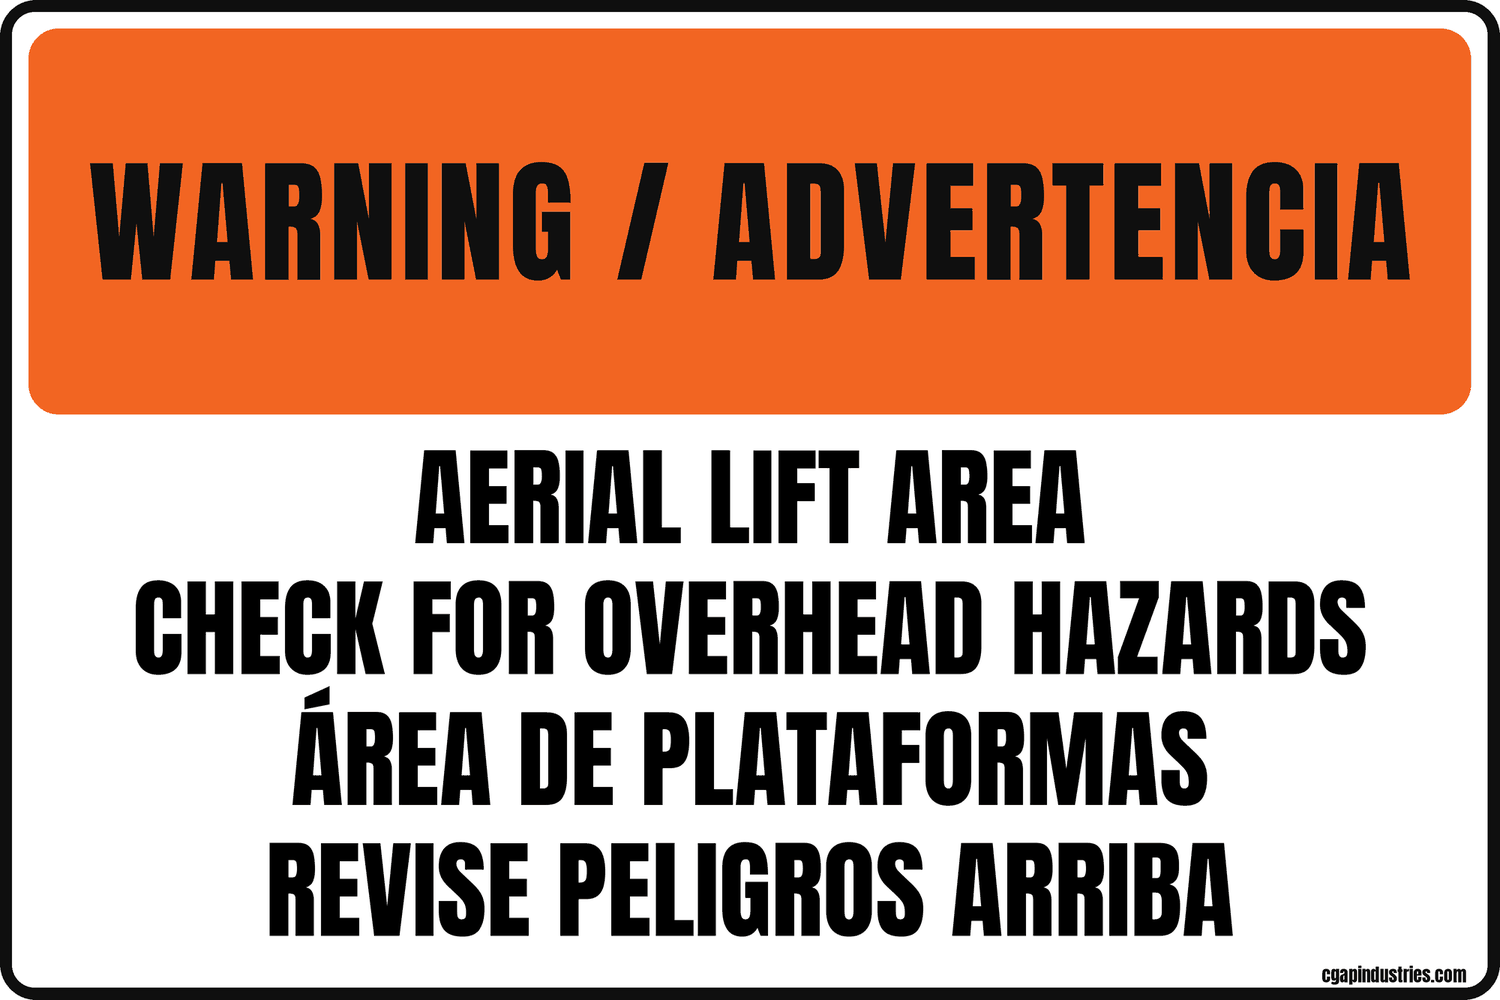 WARNING / ADVERTENCIA
AERIAL LIFT AREA
CHECK FOR OVERHEAD HAZARDS
ÁREA DE PLATAFORMAS
REVISE PELIGROS ARRIBA
cgapindustries.com